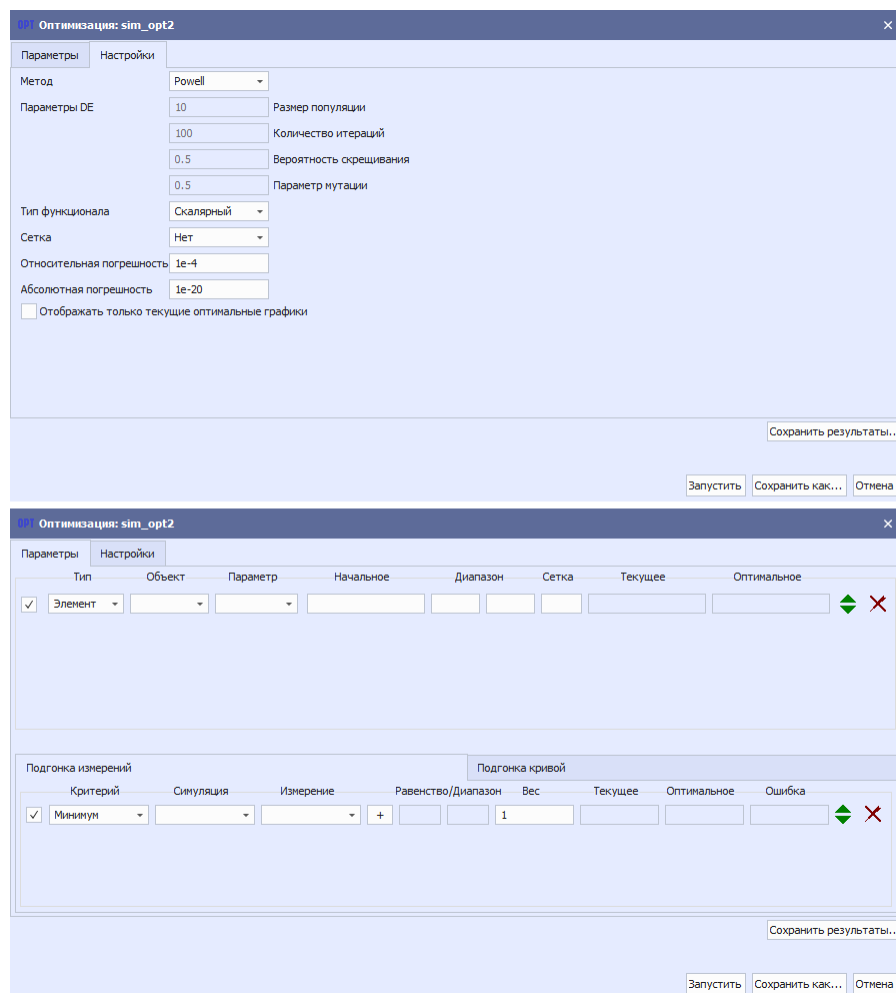 OPT Оптимизация: sim_opt2
Параметры Настройки
Метод Powell
Параметры DE 10 Размер популяции
100 Количество итераций
0.5 Вероятность скрещивания
0.5 Параметр мутации
Тип функционала Скалярный
Сетка Нет
Относительная погрешность 1e-4
Абсолютная погрешность 1e-20
Отображать только текущие оптимальные графики
Сохранить результаты..
Запустить Сохранить как... Отмена
OPT Оптимизация: sim_opt2
Параметры Настройки
Тип Объект Параметр Начальное Диапазон Сетка Текущее Оптимальное
Элемент
Подгонка измерений Подгонка кривой
Критерий Симуляция Измерение Равенство/Диапазон Вес Текущее Оптимальное Ошибка
Минимум + 1
Сохранить результаты..
Запустить Сохранить как... Отмена